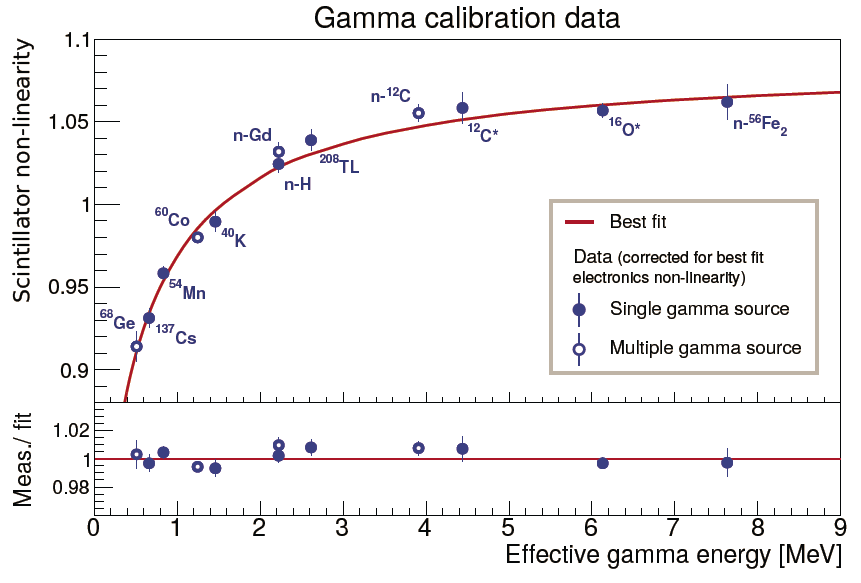 Gamma calibration data
Scintillator non-linearity
1.1
1.05
1
0.95
0.9
⁶⁸Ge
¹³⁷Cs
⁵⁴Mn
⁶⁰Co
⁴⁰K
n-Gd
n-H
²⁰⁸TL
n-¹²C
¹²C*
¹⁶O*
n-⁵⁶Fe₂
Best fit
Data (corrected for best fit
electronics non-linearity)
Single gamma source
Multiple gamma source
Meas./ fit
1.02
1
0.98
0 1 2 3 4 5 6 7 8 9
Effective gamma energy [MeV]